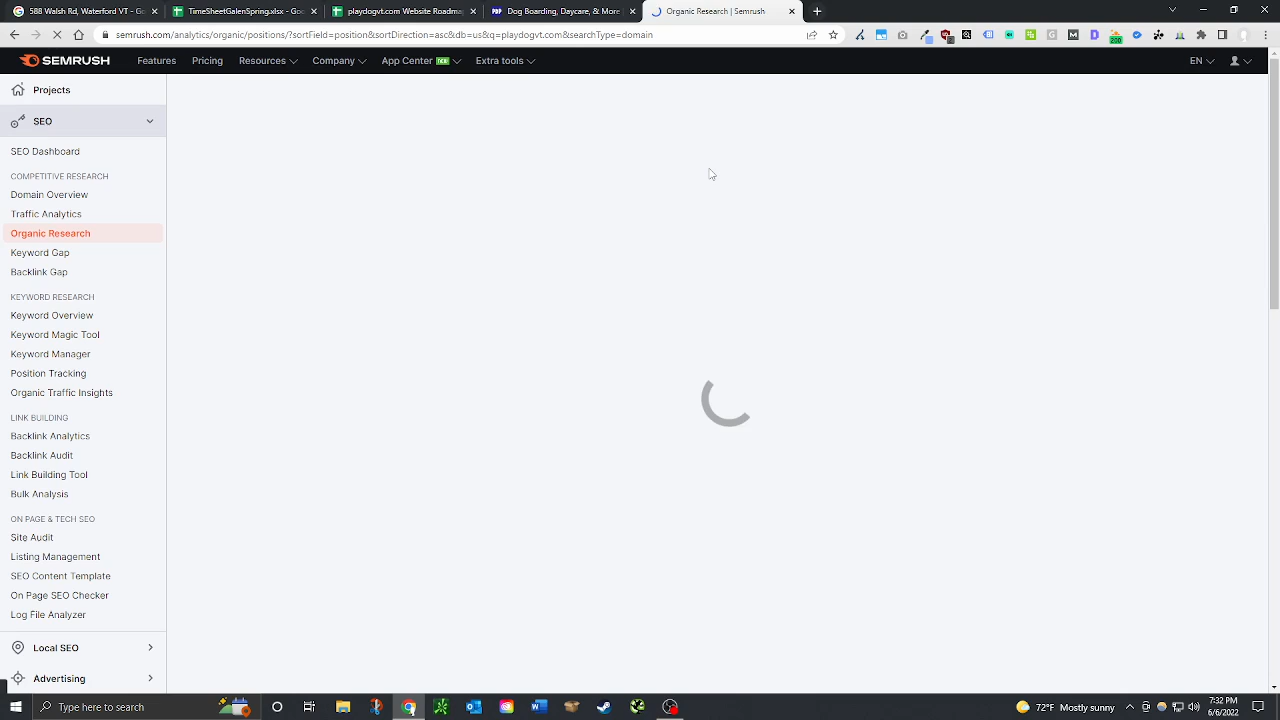 588 Walsh Rd, Waterford VT - Go
TimeSheetGalenSpring.xlsx - Goo
playdogvt.com Website Roadmap
Dog Boarding, Daycare, & More
Organic Research | Semrush
semrush.com/analytics/organic/positions/?sortField=position&sortDirection=asc&db=us&q=playdogvt.com&searchType=domain
SEMRUSH
Features
Pricing
Resources
Company
App Center
NEW
Extra tools
EN
Projects
SEO
SEO Dashboard
COMPETITIVE RESEARCH
Domain Overview
Traffic Analytics
Organic Research
Keyword Gap
Backlink Gap
KEYWORD RESEARCH
Keyword Overview
Keyword Magic Tool
Keyword Manager
Position Tracking
Organic Traffic Insights
LINK BUILDING
Backlink Analytics
Backlink Audit
Link Building Tool
Bulk Analysis
ON PAGE & TECH SEO
Site Audit
Listing Management
SEO Content Template
On Page SEO Checker
Log File Analyzer
Local SEO
Advertising
Type here to search
72°F Mostly sunny
7:32 PM
6/6/2022